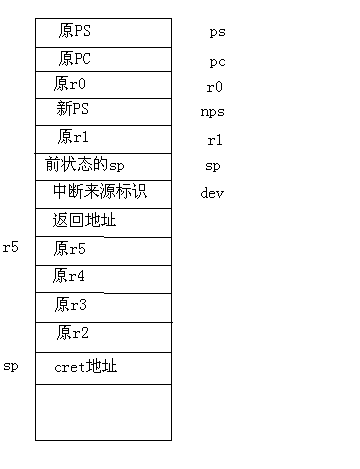 原PS ps
原PC pc
原r0 r0
新PS nps
原r1 r1
前状态的sp sp
中断来源标识 dev
返回地址
r5 原r5
原r4
原r3
原r2
sp cret地址